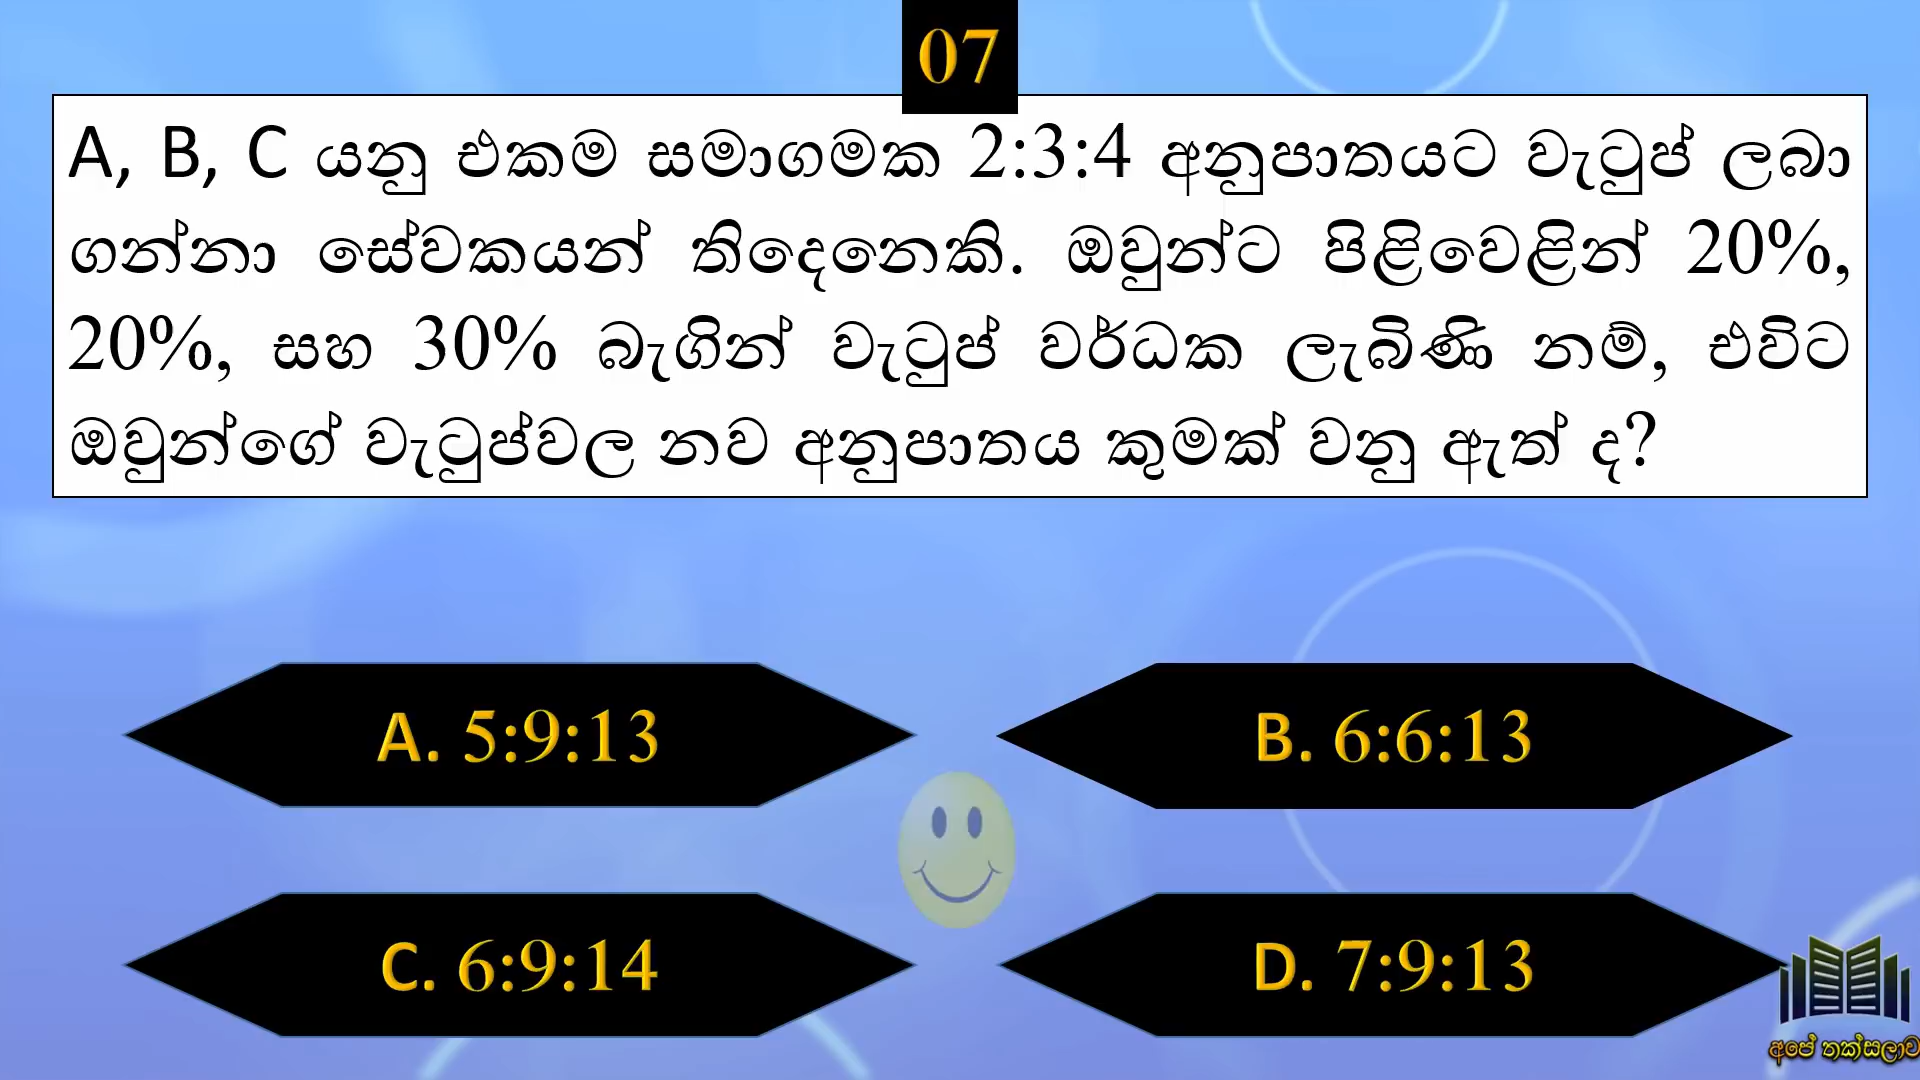 07
A, B, C යනු එකම සමාගමක 2:3:4 අනුපාතයට වැටුප් ලබා
ගන්නා සේවකයන් තිදෙනෙකි. ඔවුන්ට පිළිවෙළින් 20%,
20%, සහ 30% බැගින් වැටුප් වර්ධක ලැබිණි නම්, එවිට
ඔවුන්ගේ වැටුප්වල නව අනුපාතය කුමක් වනු ඇත් ද?
A. 5:9:13
B. 6:6:13
C. 6:9:14
D. 7:9:13
අපේ තක්සලාව